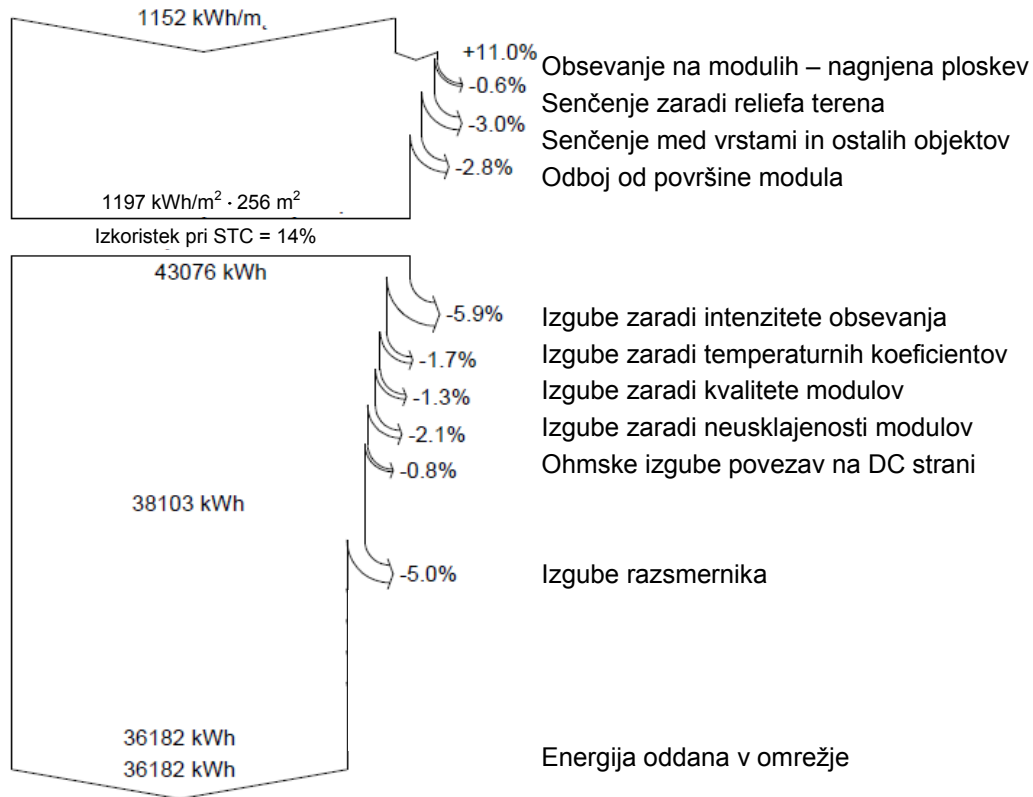 1152 kWh/m
+11.0%
Obsevanje na modulih – nagnjena ploskev
-0.6%
Senčenje zaradi reliefa terena
-3.0%
Senčenje med vrstami in ostalih objektov
-2.8%
Odboj od površine modula
1197 kWh/m² · 256 m²
Izkoristek pri STC = 14%
43076 kWh
-5.9%
Izgube zaradi intenzitete obsevanja
-1.7%
Izgube zaradi temperaturnih koeficientov
-1.3%
Izgube zaradi kvalitete modulov
-2.1%
Izgube zaradi neusklajenosti modulov
-0.8%
Ohmske izgube povezav na DC strani
38103 kWh
-5.0%
Izgube razsmernika
36182 kWh
36182 kWh
Energija oddana v omrežje